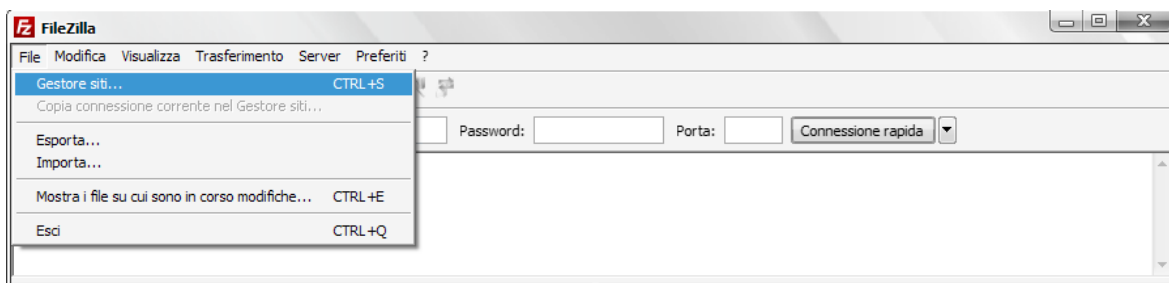 FileZilla
File Modifica Visualizza Trasferimento Server Preferiti ?
Gestore siti... CTRL+S
Copia connessione corrente nel Gestore siti...
Password: Porta: Connessione rapida
Esporta...
Importa...
Mostra i file su cui sono in corso modifiche... CTRL+E
Esci CTRL+Q